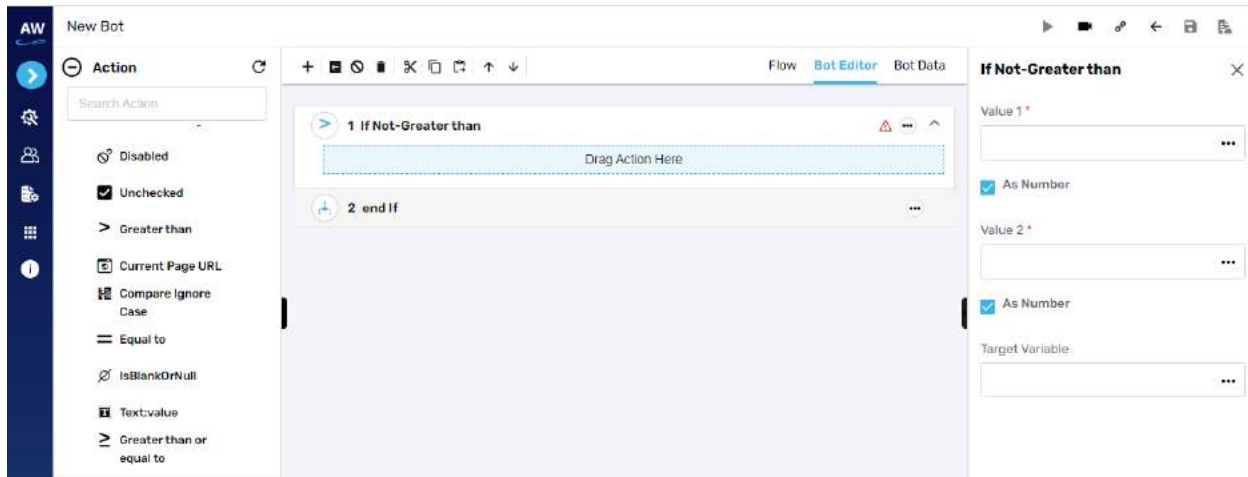 AW
New Bot
Action
Search Action
Disabled
Unchecked
Greater than
Current Page URL
Compare Ignore
Case
Equal to
IsBlankOrNull
Text:value
Greater than or
equal to
Flow Bot Editor Bot Data
1 If Not-Greater than
Drag Action Here
2 end If
If Not-Greater than
Value 1 *
As Number
Value 2 *
As Number
Target Variable